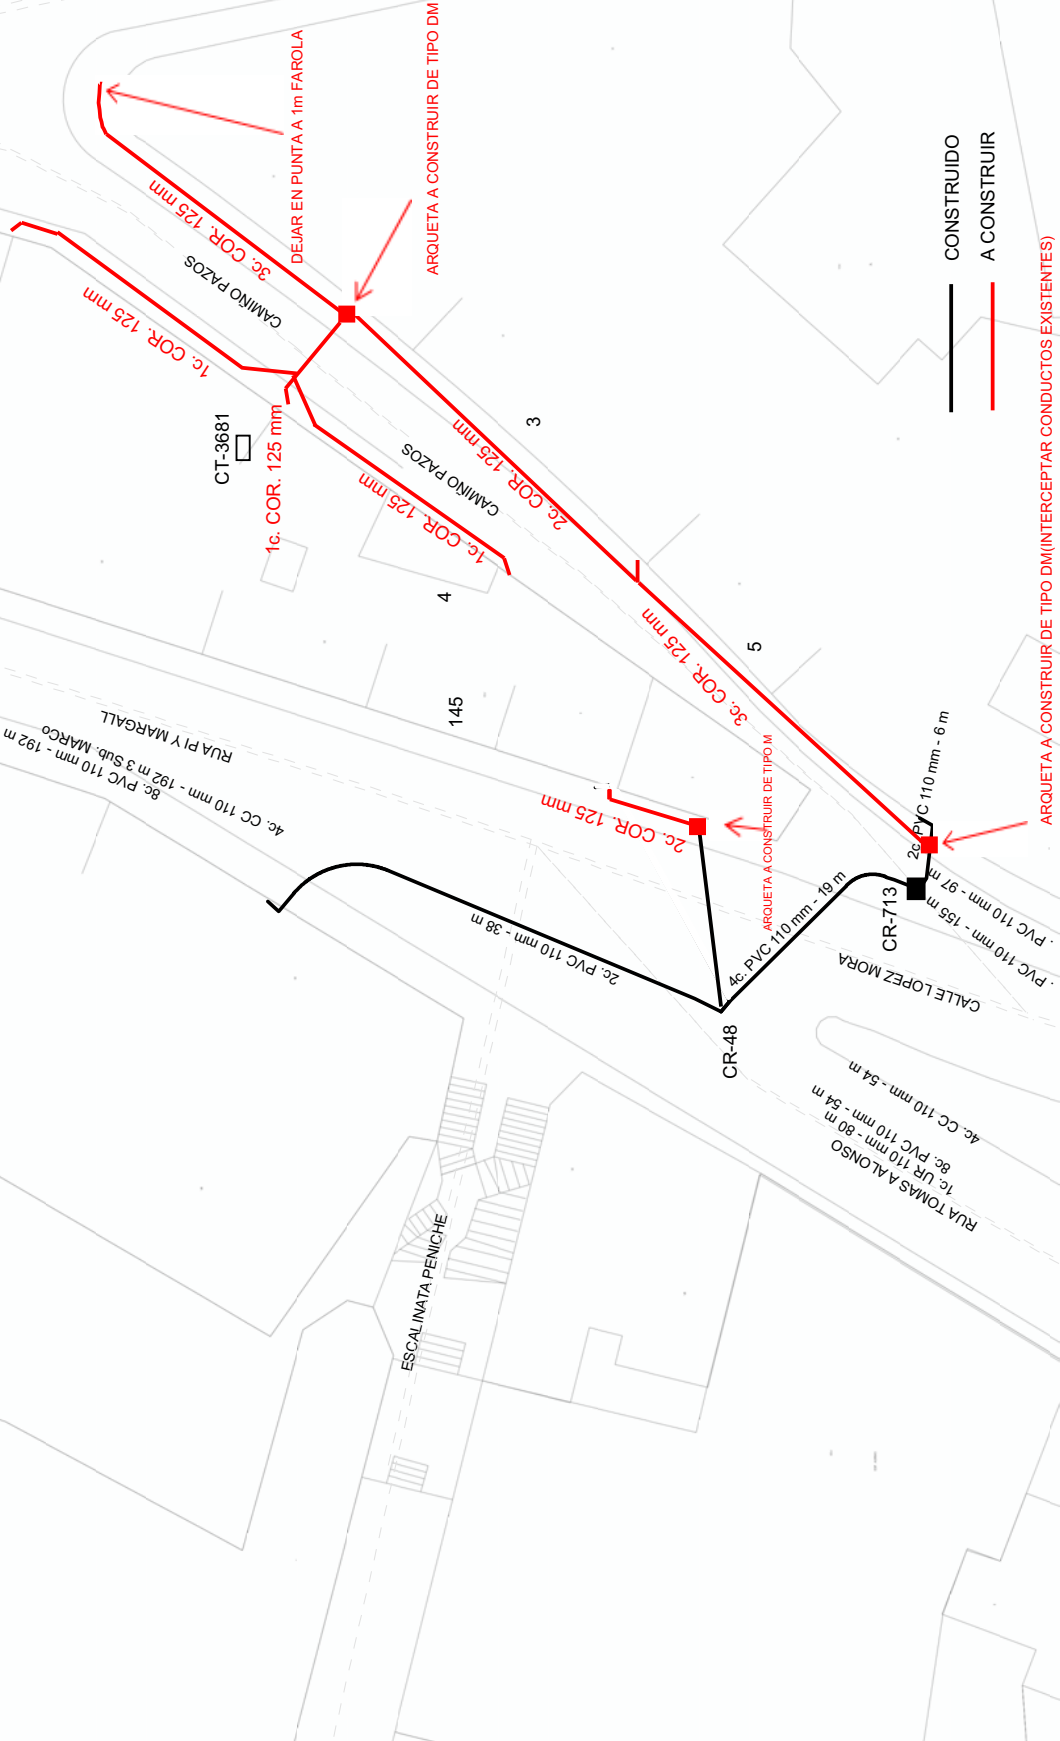 DEJAR EN PUNTA A 1m FAROLA
ARQUETA A CONSTRUIR DE TIPO DM
3c. COR. 125 mm
CAMIÑO PAZOS
1c. COR. 125 mm
CT-3681
1c. COR. 125 mm
CAMIÑO PAZOS
2c. COR. 125 mm
3
1c. COR. 125 mm
4
CONSTRUIDO
A CONSTRUIR
ARQUETA A CONSTRUIR DE TIPO DM(INTERCEPTAR CONDUCTOS EXISTENTES)
3c. COR. 125 mm
5
145
RUA PI Y MARGALL
4c. CC 110 mm - 192 m 3 Sub. MARCO
8c. PVC 110 mm - 192 m
2c. COR. 125 mm
ARQUETA A CONSTRUIR DE TIPO M
2c. PVC 110 mm - 6 m
2c. PVC 110 mm - 38 m
4c. PVC 110 mm - 19 m
CR-713
. PVC 110 mm - 97 m
. PVC 110 mm - 155 m
CALLE LOPEZ MORA
CR-48
4c. CC 110 mm - 54 m
8c. PVC 110 mm - 54 m
1c. UR 110 mm - 80 m
RUA TOMAS A ALONSO
ESCALINATA PENICHE